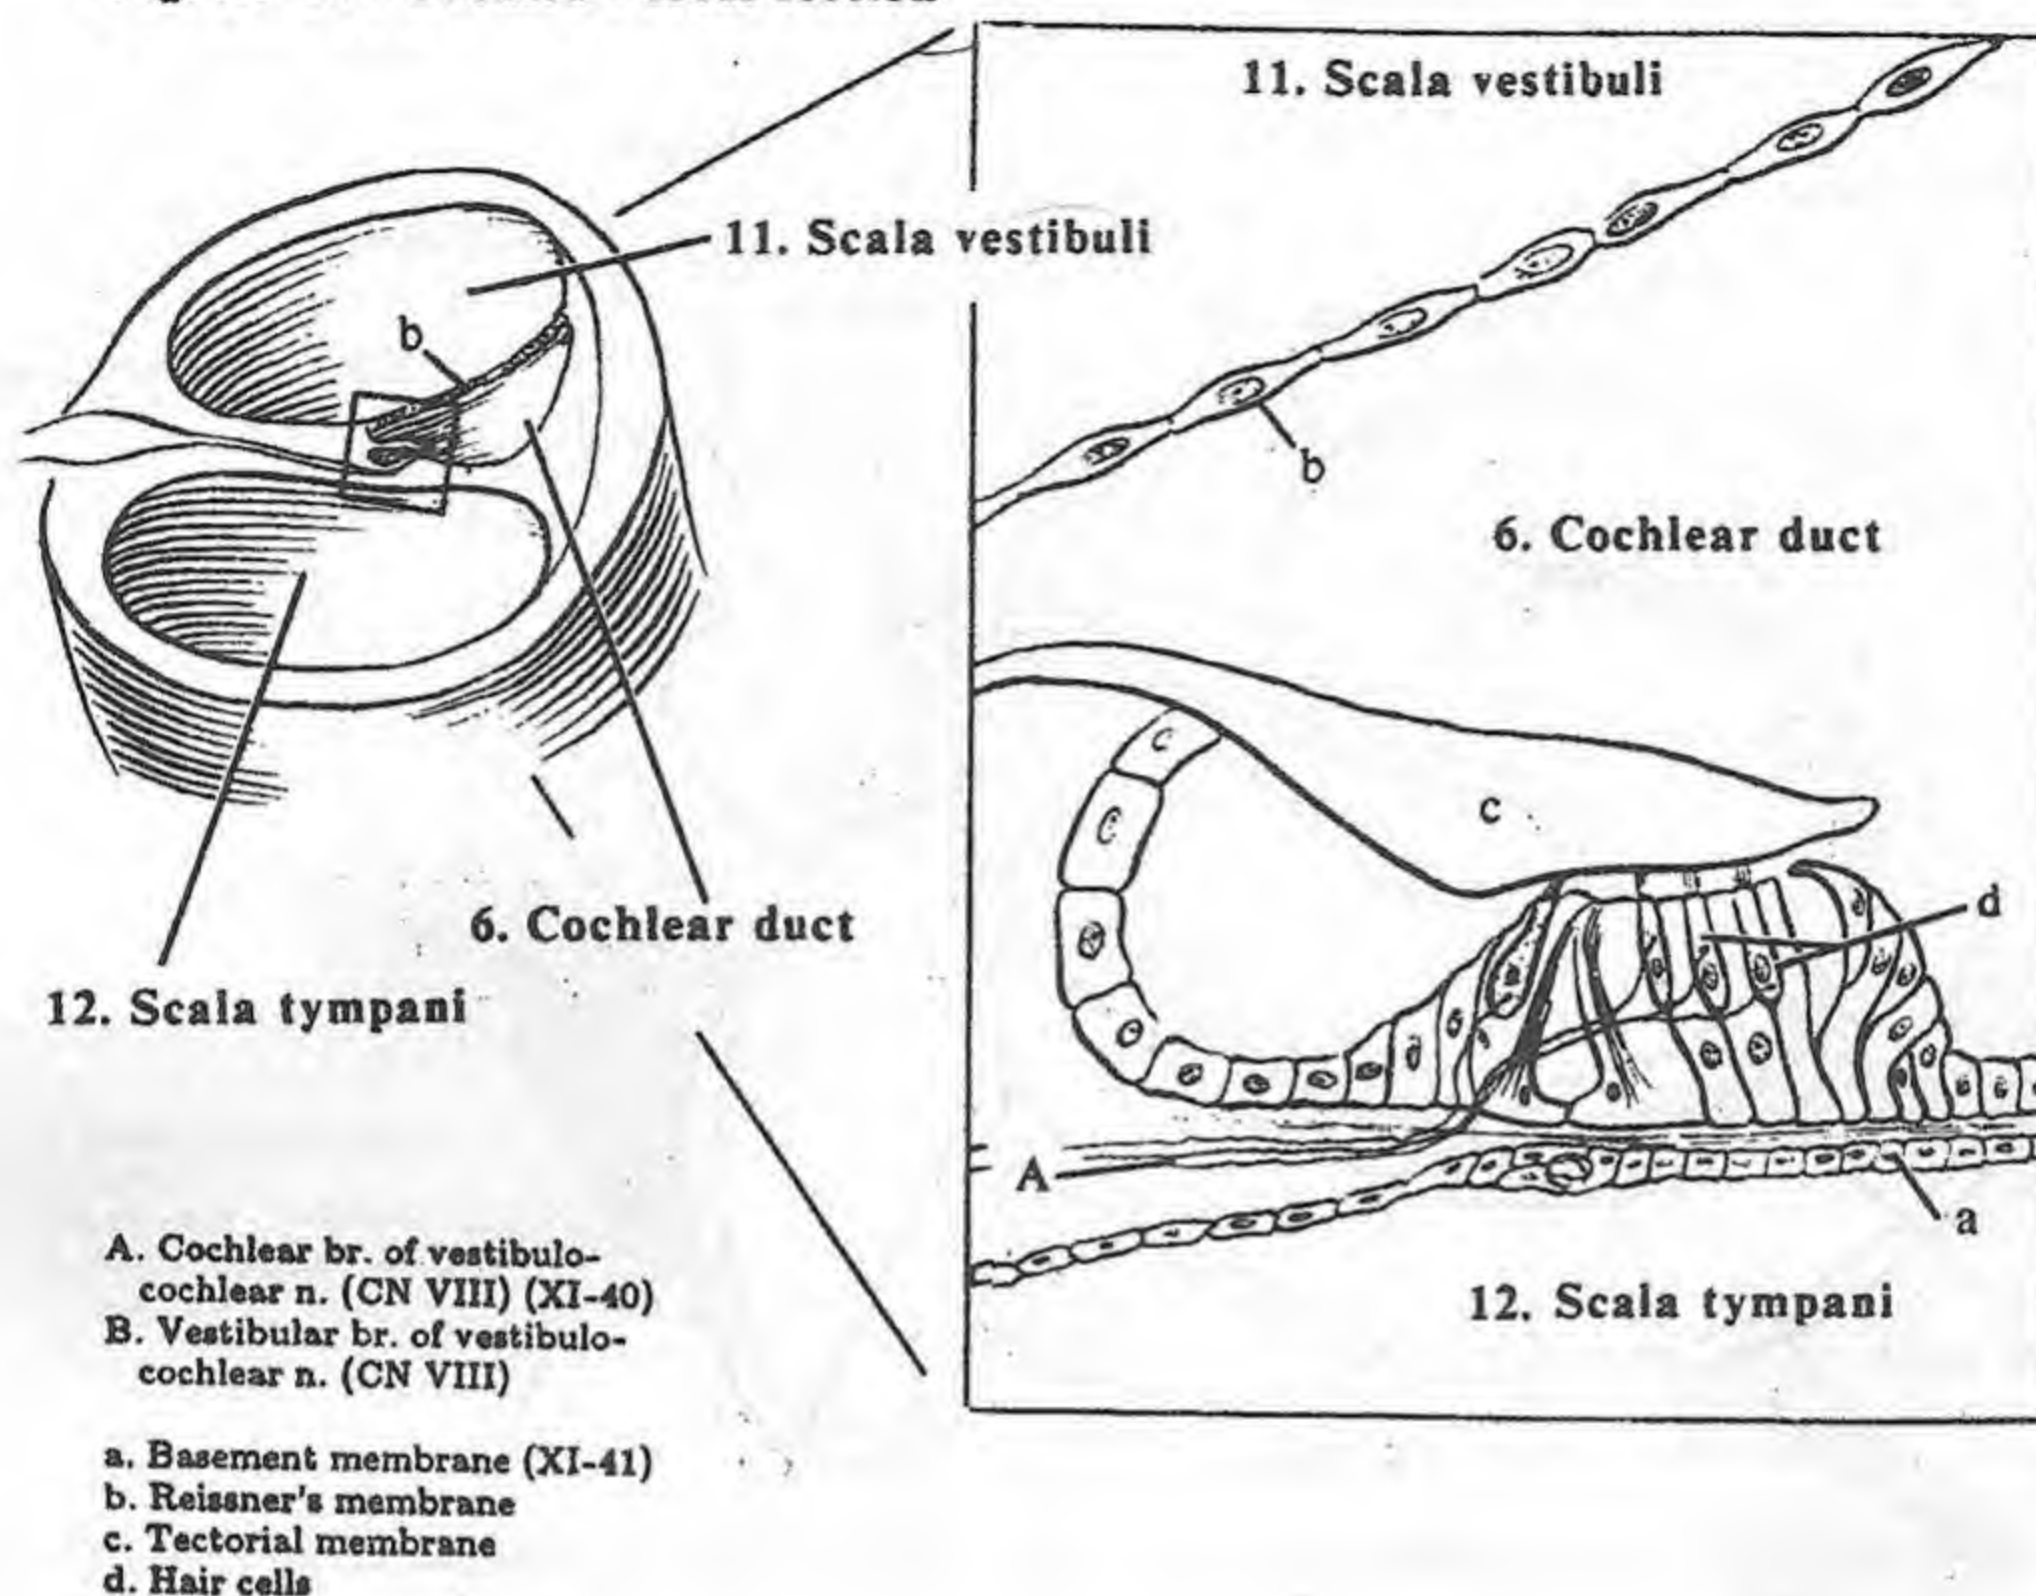 11. Scala vestibuli
11. Scala vestibuli
b
b
6. Cochlear duct
c
d
6. Cochlear duct
12. Scala tympani
A
a
12. Scala tympani
A. Cochlear br. of vestibulo-
cochlear n. (CN VIII) (XI-40)
B. Vestibular br. of vestibulo-
cochlear n. (CN VIII)
a. Basement membrane (XI-41)
b. Reissner's membrane
c. Tectorial membrane
d. Hair cells